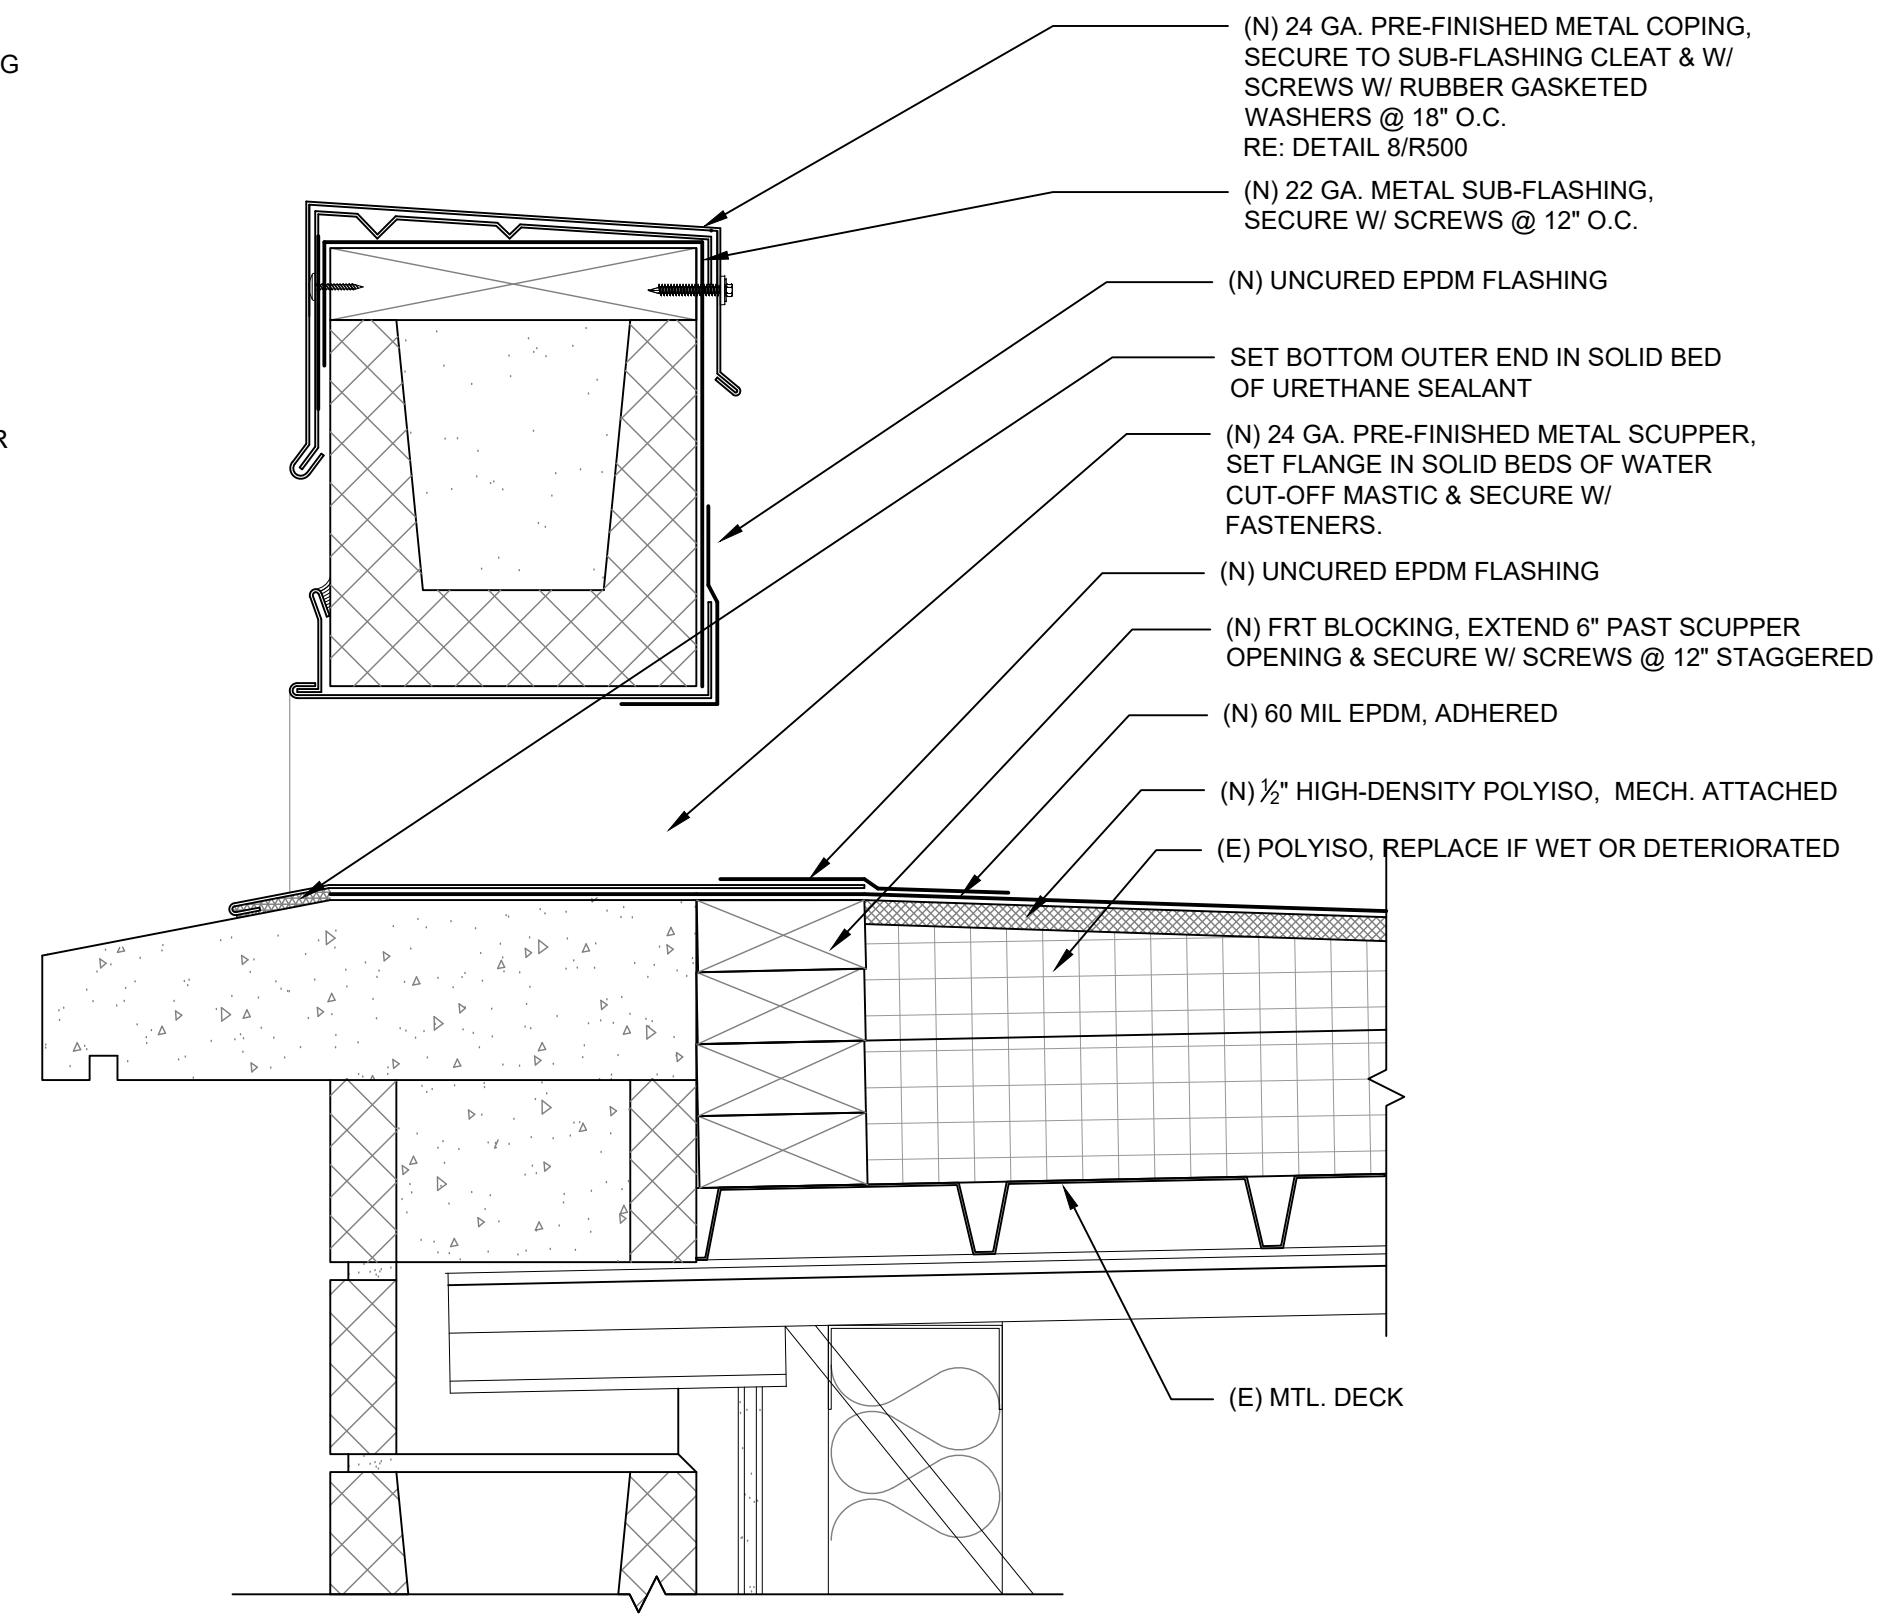 G
R
(N) 24 GA. PRE-FINISHED METAL COPING,
SECURE TO SUB-FLASHING CLEAT & W/
SCREWS W/ RUBBER GASKETED
WASHERS @ 18" O.C.
RE: DETAIL 8/R500
(N) 22 GA. METAL SUB-FLASHING,
SECURE W/ SCREWS @ 12" O.C.
(N) UNCURED EPDM FLASHING
SET BOTTOM OUTER END IN SOLID BED
OF URETHANE SEALANT
(N) 24 GA. PRE-FINISHED METAL SCUPPER,
SET FLANGE IN SOLID BEDS OF WATER
CUT-OFF MASTIC & SECURE W/
FASTENERS.
(N) UNCURED EPDM FLASHING
(N) FRT BLOCKING, EXTEND 6" PAST SCUPPER
OPENING & SECURE W/ SCREWS @ 12" STAGGERED
(N) 60 MIL EPDM, ADHERED
(N) ½" HIGH-DENSITY POLYISO, MECH. ATTACHED
(E) POLYISO, REPLACE IF WET OR DETERIORATED
(E) MTL. DECK